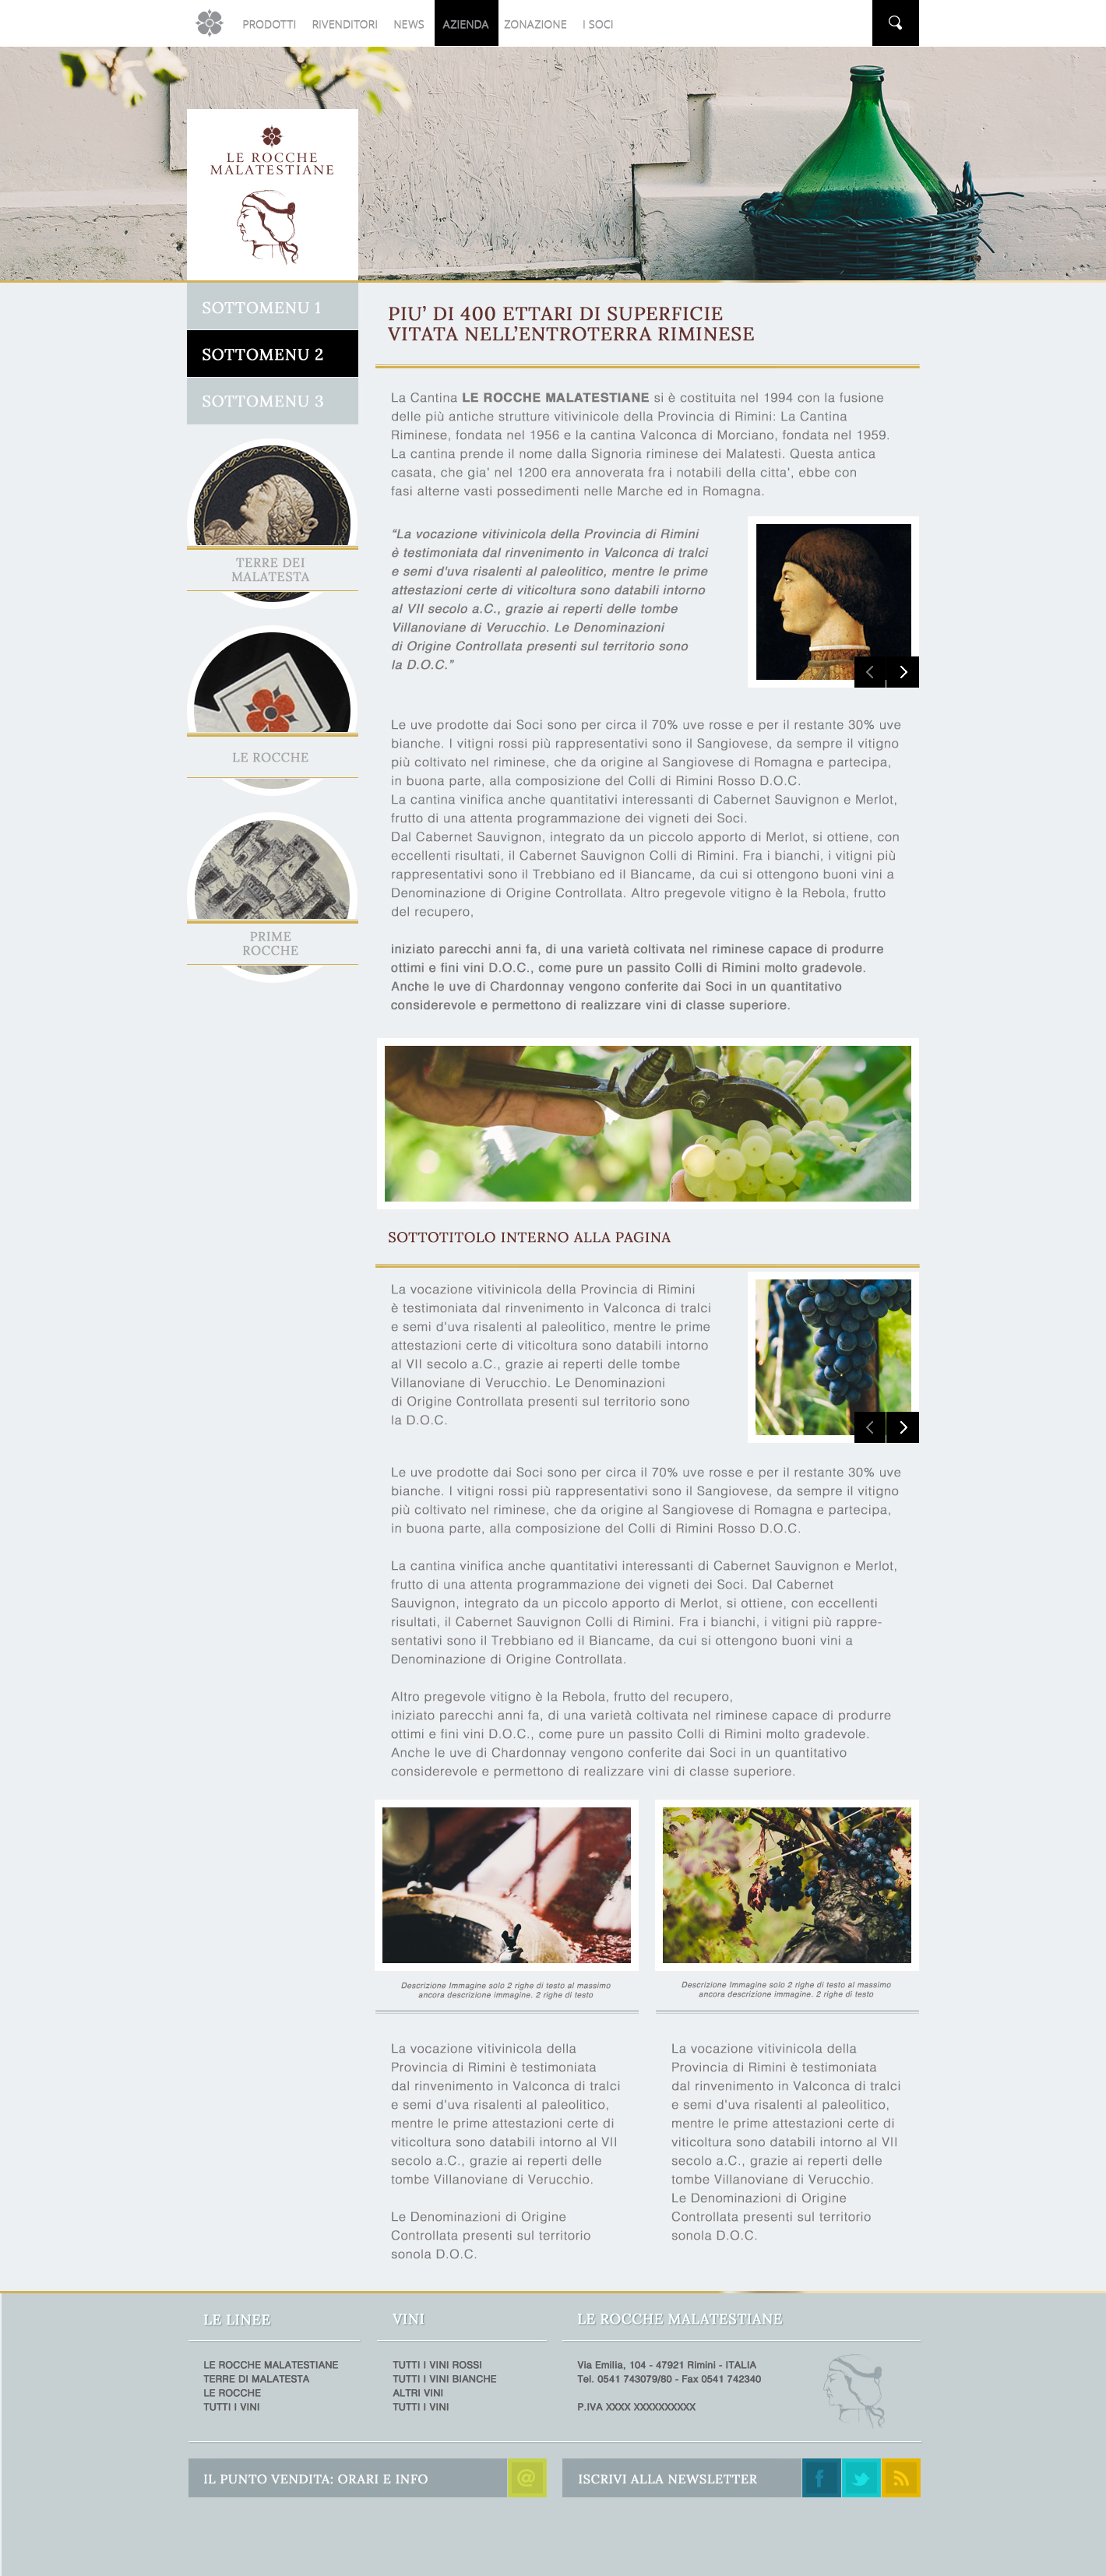 PRODOTTI RIVENDITORI NEWS AZIENDA ZONAZIONE I SOCI
LE ROCCHE
MALATESTIANE
SOTTOMENU 1
SOTTOMENU 2
SOTTOMENU 3
TERRE DEI
MALATESTA
LE ROCCHE
PRIME
ROCCHE
PIU' DI 400 ETTARI DI SUPERFICIE
VITATA NELL'ENTROTERRA RIMINESE
La Cantina LE ROCCHE MALATESTIANE si è costituita nel 1994 con la fusione
delle più antiche strutture vitivinicole della Provincia di Rimini: La Cantina
Riminese, fondata nel 1956 e la cantina Valconca di Morciano, fondata nel 1959.
La cantina prende il nome dalla Signoria riminese dei Malatesti. Questa antica
casata, che gia' nel 1200 era annoverata fra i notabili della citta', ebbe con
fasi alterne vasti possedimenti nelle Marche ed in Romagna.
“La vocazione vitivinicola della Provincia di Rimini
è testimoniata dal rinvenimento in Valconca di tralci
e semi d'uva risalenti al paleolitico, mentre le prime
attestazioni certe di viticoltura sono databili intorno
al VII secolo a.C., grazie ai reperti delle tombe
Villanoviane di Verucchio. Le Denominazioni
di Origine Controllata presenti sul territorio sono
la D.O.C.”
Le uve prodotte dai Soci sono per circa il 70% uve rosse e per il restante 30% uve
bianche. I vitigni rossi più rappresentativi sono il Sangiovese, da sempre il vitigno
più coltivato nel riminese, che da origine al Sangiovese di Romagna e partecipa,
in buona parte, alla composizione del Colli di Rimini Rosso D.O.C.
La cantina vinifica anche quantitativi interessanti di Cabernet Sauvignon e Merlot,
frutto di una attenta programmazione dei vigneti dei Soci.
Dal Cabernet Sauvignon, integrato da un piccolo apporto di Merlot, si ottiene, con
eccellenti risultati, il Cabernet Sauvignon Colli di Rimini. Fra i bianchi, i vitigni più
rappresentativi sono il Trebbiano ed il Biancame, da cui si ottengono buoni vini a
Denominazione di Origine Controllata. Altro pregevole vitigno è la Rebola, frutto
del recupero,
iniziato parecchi anni fa, di una varietà coltivata nel riminese capace di produrre
ottimi e fini vini D.O.C., come pure un passito Colli di Rimini molto gradevole.
Anche le uve di Chardonnay vengono conferite dai Soci in un quantitativo
considerevole e permettono di realizzare vini di classe superiore.
SOTTOTITOLO INTERNO ALLA PAGINA
La vocazione vitivinicola della Provincia di Rimini
è testimoniata dal rinvenimento in Valconca di tralci
e semi d'uva risalenti al paleolitico, mentre le prime
attestazioni certe di viticoltura sono databili intorno
al VII secolo a.C., grazie ai reperti delle tombe
Villanoviane di Verucchio. Le Denominazioni
di Origine Controllata presenti sul territorio sono
la D.O.C.
Le uve prodotte dai Soci sono per circa il 70% uve rosse e per il restante 30% uve
bianche. I vitigni rossi più rappresentativi sono il Sangiovese, da sempre il vitigno
più coltivato nel riminese, che da origine al Sangiovese di Romagna e partecipa,
in buona parte, alla composizione del Colli di Rimini Rosso D.O.C.
La cantina vinifica anche quantitativi interessanti di Cabernet Sauvignon e Merlot,
frutto di una attenta programmazione dei vigneti dei Soci. Dal Cabernet
Sauvignon, integrato da un piccolo apporto di Merlot, si ottiene, con eccellenti
risultati, il Cabernet Sauvignon Colli di Rimini. Fra i bianchi, i vitigni più rappre-
sentativi sono il Trebbiano ed il Biancame, da cui si ottengono buoni vini a
Denominazione di Origine Controllata.
Altro pregevole vitigno è la Rebola, frutto del recupero,
iniziato parecchi anni fa, di una varietà coltivata nel riminese capace di produrre
ottimi e fini vini D.O.C., come pure un passito Colli di Rimini molto gradevole.
Anche le uve di Chardonnay vengono conferite dai Soci in un quantitativo
considerevole e permettono di realizzare vini di classe superiore.
Descrizione Immagine solo 2 righe di testo al massimo
ancora descrizione immagine. 2 righe di testo
La vocazione vitivinicola della
Provincia di Rimini è testimoniata
dal rinvenimento in Valconca di tralci
e semi d'uva risalenti al paleolitico,
mentre le prime attestazioni certe di
viticoltura sono databili intorno al VII
secolo a.C., grazie ai reperti delle
tombe Villanoviane di Verucchio.
Le Denominazioni di Origine
Controllata presenti sul territorio
sonola D.O.C.
Descrizione Immagine solo 2 righe di testo al massimo
ancora descrizione immagine. 2 righe di testo
La vocazione vitivinicola della
Provincia di Rimini è testimoniata
dal rinvenimento in Valconca di tralci
e semi d'uva risalenti al paleolitico,
mentre le prime attestazioni certe di
viticoltura sono databili intorno al VII
secolo a.C., grazie ai reperti delle
tombe Villanoviane di Verucchio.
Le Denominazioni di Origine
Controllata presenti sul territorio
sonola D.O.C.
LE LINEE
LE ROCCHE MALATESTIANE
TERRE DI MALATESTA
LE ROCCHE
TUTTI I VINI
VINI
TUTTI I VINI ROSSI
TUTTI I VINI BIANCHE
ALTRI VINI
TUTTI I VINI
LE ROCCHE MALATESTIANE
Via Emilia, 104 - 47921 Rimini - ITALIA
Tel. 0541 743079/80 - Fax 0541 742340
P.IVA XXXX XXXXXXXXXX
IL PUNTO VENDITA: ORARI E INFO @
ISCRIVI ALLA NEWSLETTER f